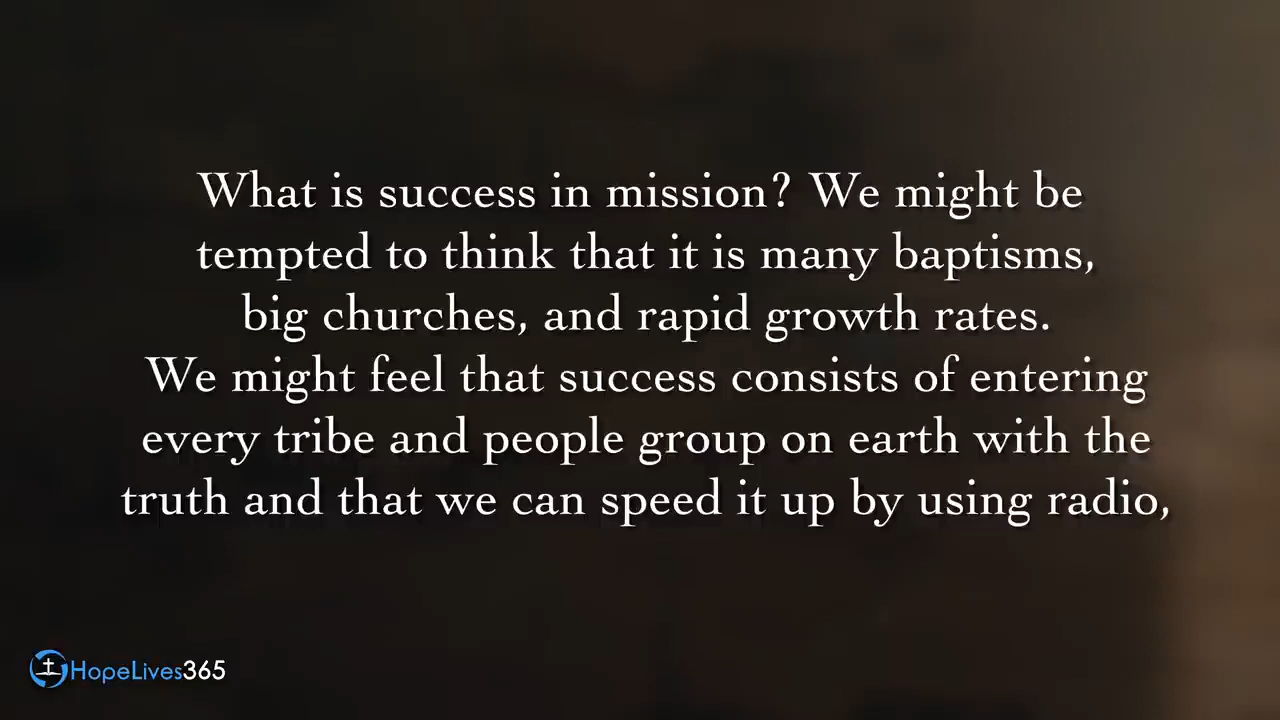 What is success in mission? We might be
tempted to think that it is many baptisms,
big churches, and rapid growth rates.
We might feel that success consists of entering
every tribe and people group on earth with the
truth and that we can speed it up by using radio,
HopeLives365